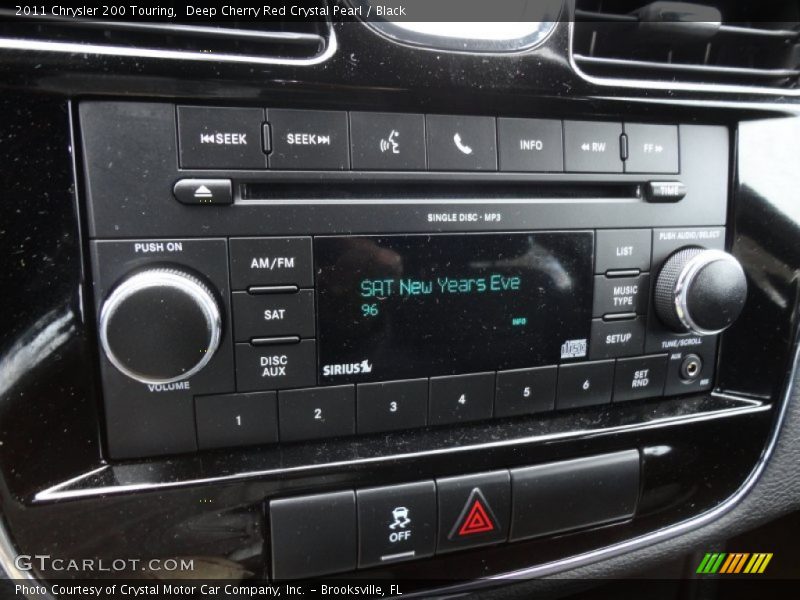 2011 Chrysler 200 Touring, Deep Cherry Red Crystal Pearl / Black
SEEK SEEK INFO RW FF
TIME
SINGLE DISC - MP3
PUSH ON
VOLUME
AM/FM
SAT
DISC AUX
SAT New Years Eve
96
INFO
SIRIUS
disc
LIST
MUSIC TYPE
SETUP
PUSH AUDIO/SELECT
TUNE/SCROLL
AUX
1 2 3 4 5 6 SET RND
OFF
GTCARLOT.COM
Photo Courtesy of Crystal Motor Car Company, Inc. - Brooksville, FL